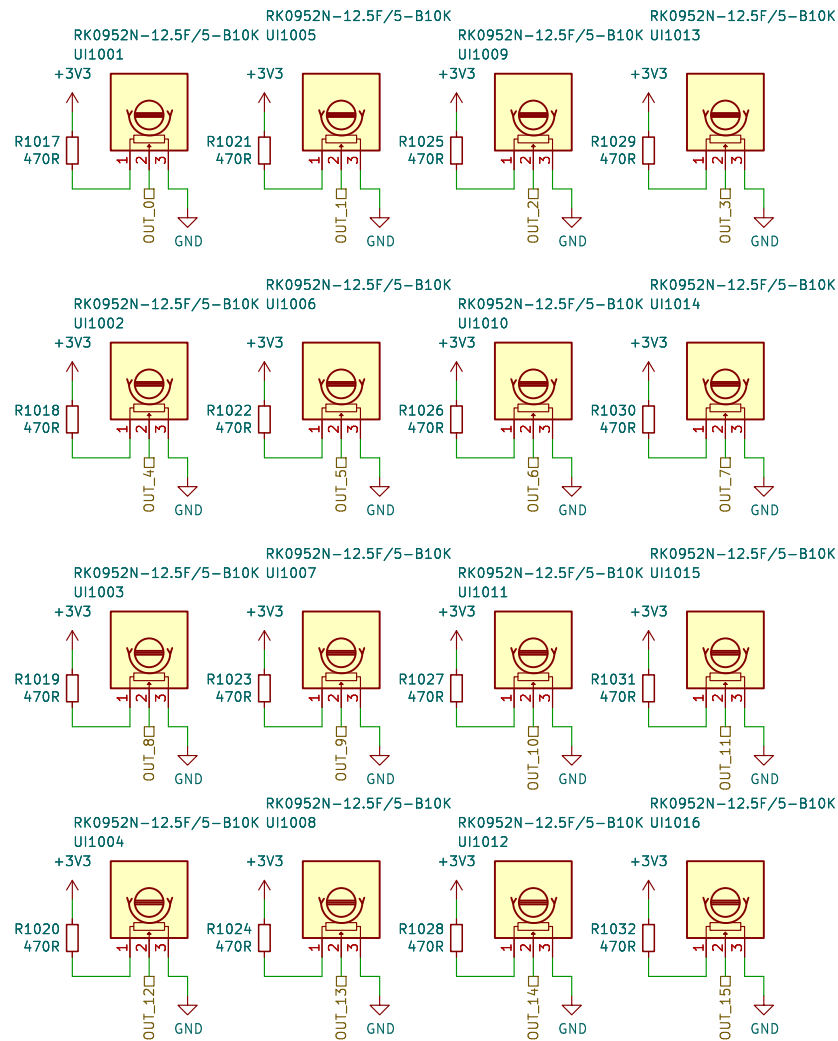 RK0952N-12.5F/5-B10K
UI1001
+3V3
R1017
470R
1
2
3
OUT_0
GND
RK0952N-12.5F/5-B10K
UI1005
+3V3
R1021
470R
1
2
3
OUT_1
GND
RK0952N-12.5F/5-B10K
UI1009
+3V3
R1025
470R
1
2
3
OUT_2
GND
RK0952N-12.5F/5-B10K
UI1013
+3V3
R1029
470R
1
2
3
OUT_3
GND
RK0952N-12.5F/5-B10K
UI1002
+3V3
R1018
470R
1
2
3
OUT_4
GND
RK0952N-12.5F/5-B10K
UI1006
+3V3
R1022
470R
1
2
3
OUT_5
GND
RK0952N-12.5F/5-B10K
UI1010
+3V3
R1026
470R
1
2
3
OUT_6
GND
RK0952N-12.5F/5-B10K
UI1014
+3V3
R1030
470R
1
2
3
OUT_7
GND
RK0952N-12.5F/5-B10K
UI1003
+3V3
R1019
470R
1
2
3
OUT_8
GND
RK0952N-12.5F/5-B10K
UI1007
+3V3
R1023
470R
1
2
3
OUT_9
GND
RK0952N-12.5F/5-B10K
UI1011
+3V3
R1027
470R
1
2
3
OUT_10
GND
RK0952N-12.5F/5-B10K
UI1015
+3V3
R1031
470R
1
2
3
OUT_11
GND
RK0952N-12.5F/5-B10K
UI1004
+3V3
R1020
470R
1
2
3
OUT_12
GND
RK0952N-12.5F/5-B10K
UI1008
+3V3
R1024
470R
1
2
3
OUT_13
GND
RK0952N-12.5F/5-B10K
UI1012
+3V3
R1028
470R
1
2
3
OUT_14
GND
RK0952N-12.5F/5-B10K
UI1016
+3V3
R1032
470R
1
2
3
OUT_15
GND